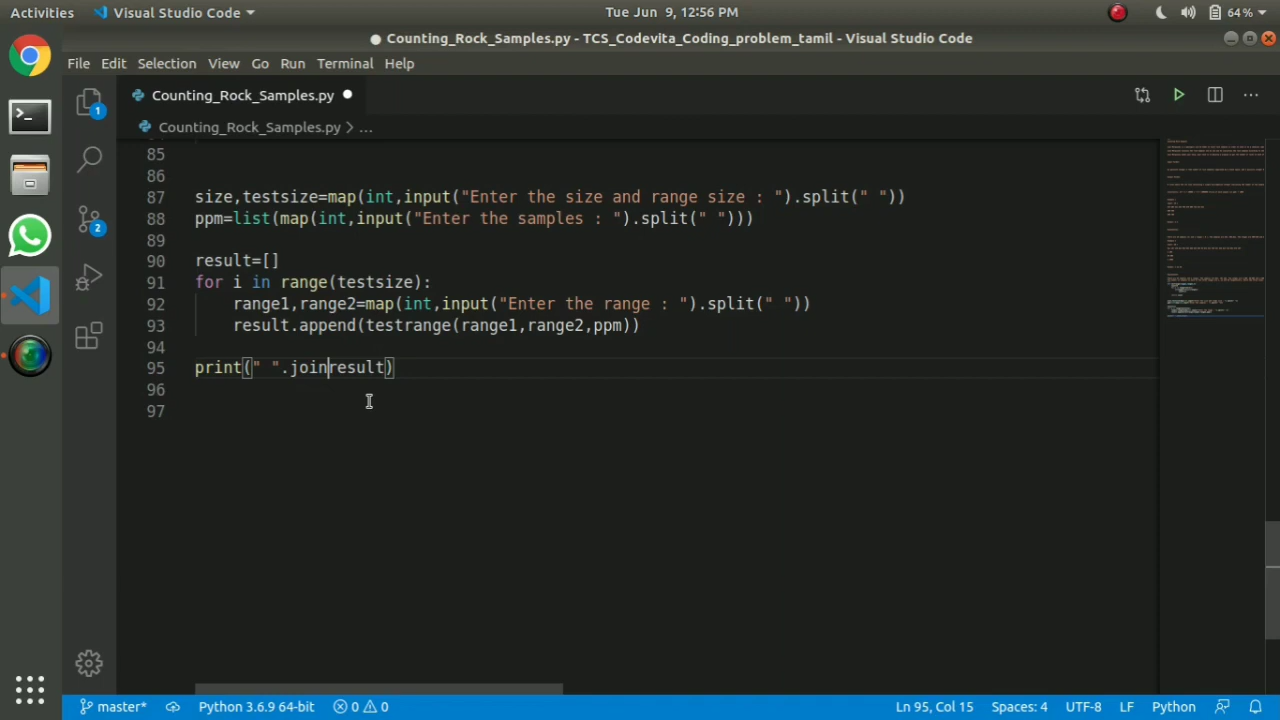 Activities Visual Studio Code Tue Jun 9, 12:56 PM 64 %
Counting_Rock_Samples.py - TCS_Codevita_Coding_problem_tamil - Visual Studio Code
File Edit Selection View Go Run Terminal Help
1 Counting_Rock_Samples.py
Counting_Rock_Samples.py > ...
85
86
87 size,testsize=map(int,input("Enter the size and range size : ").split(" "))
88 ppm=list(map(int,input("Enter the samples : ").split(" ")))
89
90 result=[]
91 for i in range(testsize):
92 range1,range2=map(int,input("Enter the range : ").split(" "))
93 result.append(testrange(range1,range2,ppm))
94
95 print(" ".joinresult)
96
97
2
master* Python 3.6.9 64-bit 0 0 Ln 95, Col 15 Spaces: 4 UTF-8 LF Python